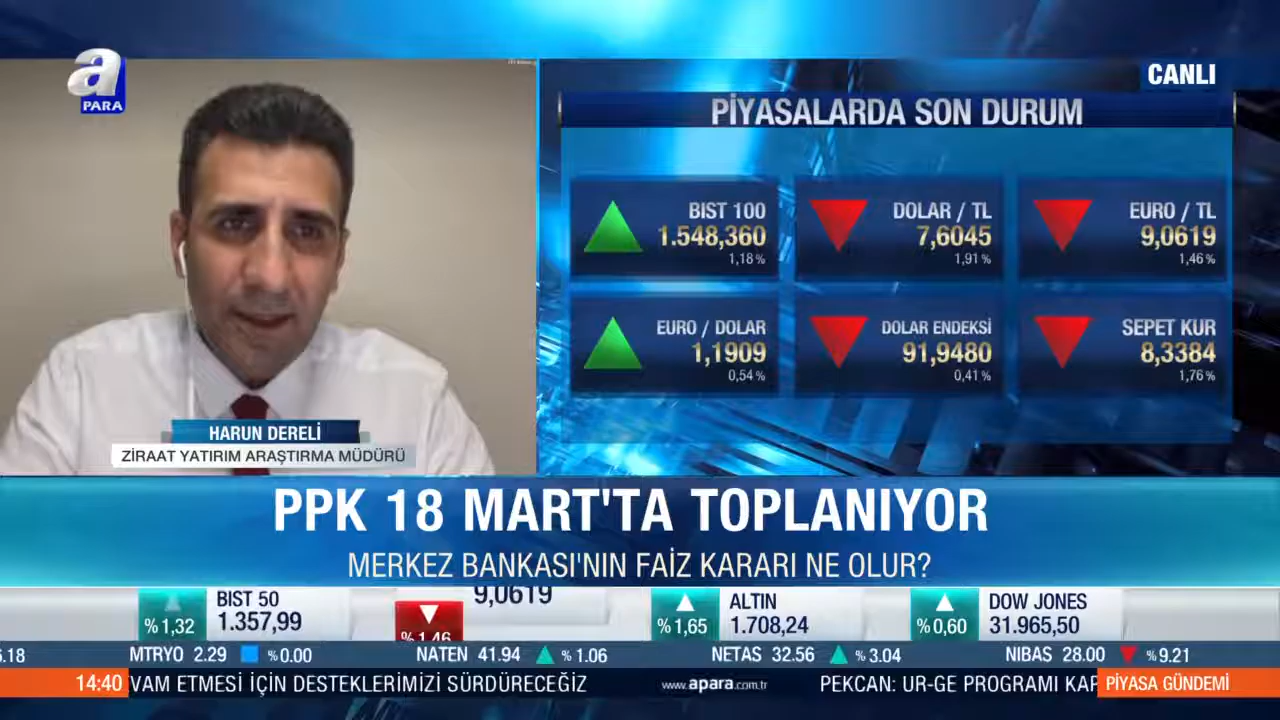 a
PARA
CANLI
PİYASALARDA SON DURUM
BIST 100
1.548,360
1,18 %
DOLAR / TL
7,6045
1,91 %
EURO / TL
9,0619
1,46 %
EURO / DOLAR
1,1909
0,54 %
DOLAR ENDEKSİ
91,9480
0,41 %
SEPET KUR
8,3384
1,76 %
HARUN DERELİ
ZİRAAT YATIRIM ARAŞTIRMA MÜDÜRÜ
PPK 18 MART'TA TOPLANIYOR
MERKEZ BANKASI'NIN FAİZ KARARI NE OLUR?
BIST 50
% 1,32 1.357,99
9,0619
% 1,46
ALTIN
% 1,65 1.708,24
DOW JONES
% 0,60 31.965,50
6.18 MTRYO 2.29 %0.00 NATEN 41.94 % 1.06 NETAS 32.56 % 3.04 NIBAS 28.00 %9.21
14:40 VAM ETMESİ İÇİN DESTEKLERİMİZİ SÜRDÜRECEĞİZ www.apara.com.tr PEKCAN: UR-GE PROGRAMI KAP PİYASA GÜNDEMİ